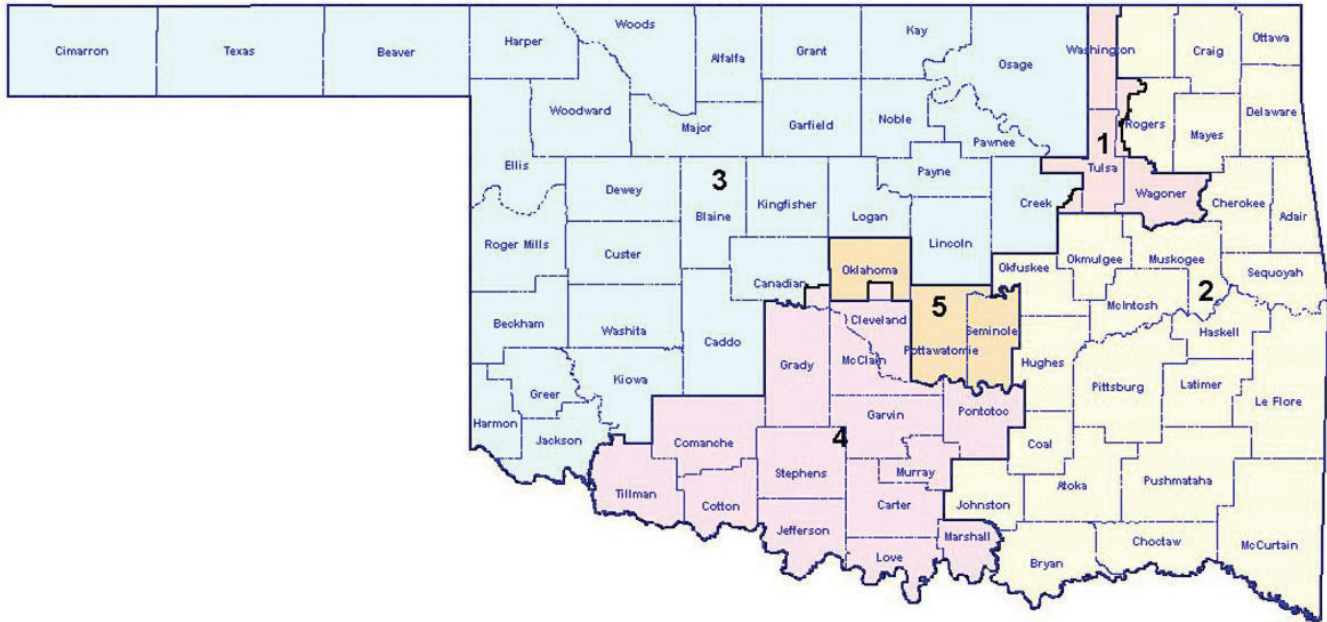 Cimarron
Texas
Beaver
Harper
Woods
Alfalfa
Grant
Kay
Osage
Washington
Craig
Ottawa
Woodward
Major
Garfield
Noble
Pawnee
Rogers
Mayes
Delaware
Ellis
Dewey
Blaine
3
Kingfisher
Logan
Payne
Creek
1
Tulsa
Wagoner
Cherokee
Adair
Roger Mills
Custer
Canadian
Oklahoma
Lincoln
Okfuskee
Okmulgee
Muskogee
Sequoyah
Beckham
Washita
Caddo
Grady
Cleveland
McClain
5
Pottawatomie
Seminole
Hughes
McIntosh
2
Haskell
Greer
Kiowa
Harmon
Jackson
Comanche
Garvin
4
Pontotoc
Pittsburg
Latimer
Le Flore
Tillman
Cotton
Stephens
Murray
Coal
Atoka
Pushmataha
Jefferson
Carter
Johnston
Love
Marshall
Bryan
Choctaw
McCurtain